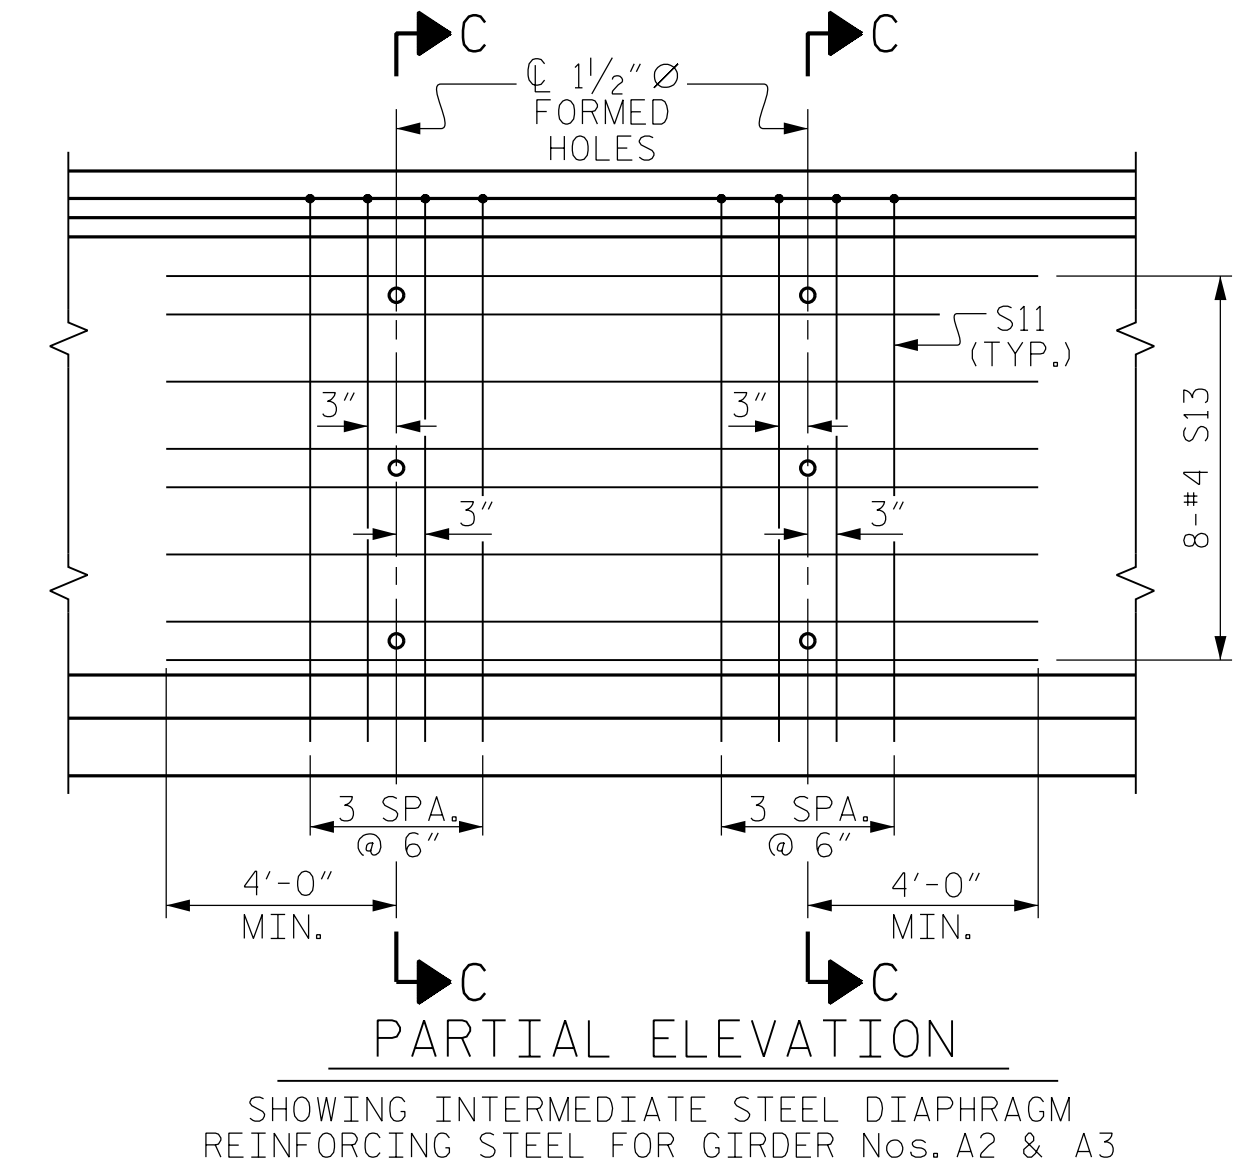 C
C
℄ 1½" Ø
FORMED
HOLES
S11
(TYP.)
3"
3"
8-#4 S13
3"
3"
3 SPA.
@ 6"
3 SPA.
@ 6"
4'-0"
MIN.
4'-0"
MIN.
C
C
PARTIAL ELEVATION
SHOWING INTERMEDIATE STEEL DIAPHRAGM
REINFORCING STEEL FOR GIRDER Nos. A2 & A3